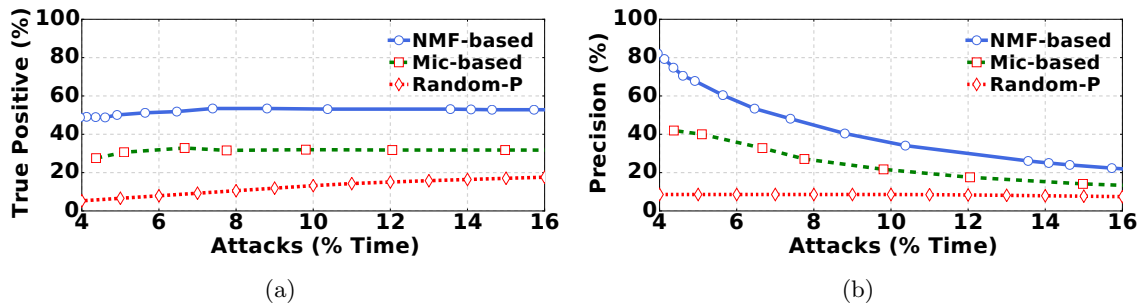 True Positive (%)
100
80
60
40
20
0
4 6 8 10 12 14 16
Attacks (% Time)
NMF-based
Mic-based
Random-P
(a)
Precision (%)
100
80
60
40
20
0
4 6 8 10 12 14 16
Attacks (% Time)
NMF-based
Mic-based
Random-P
(b)